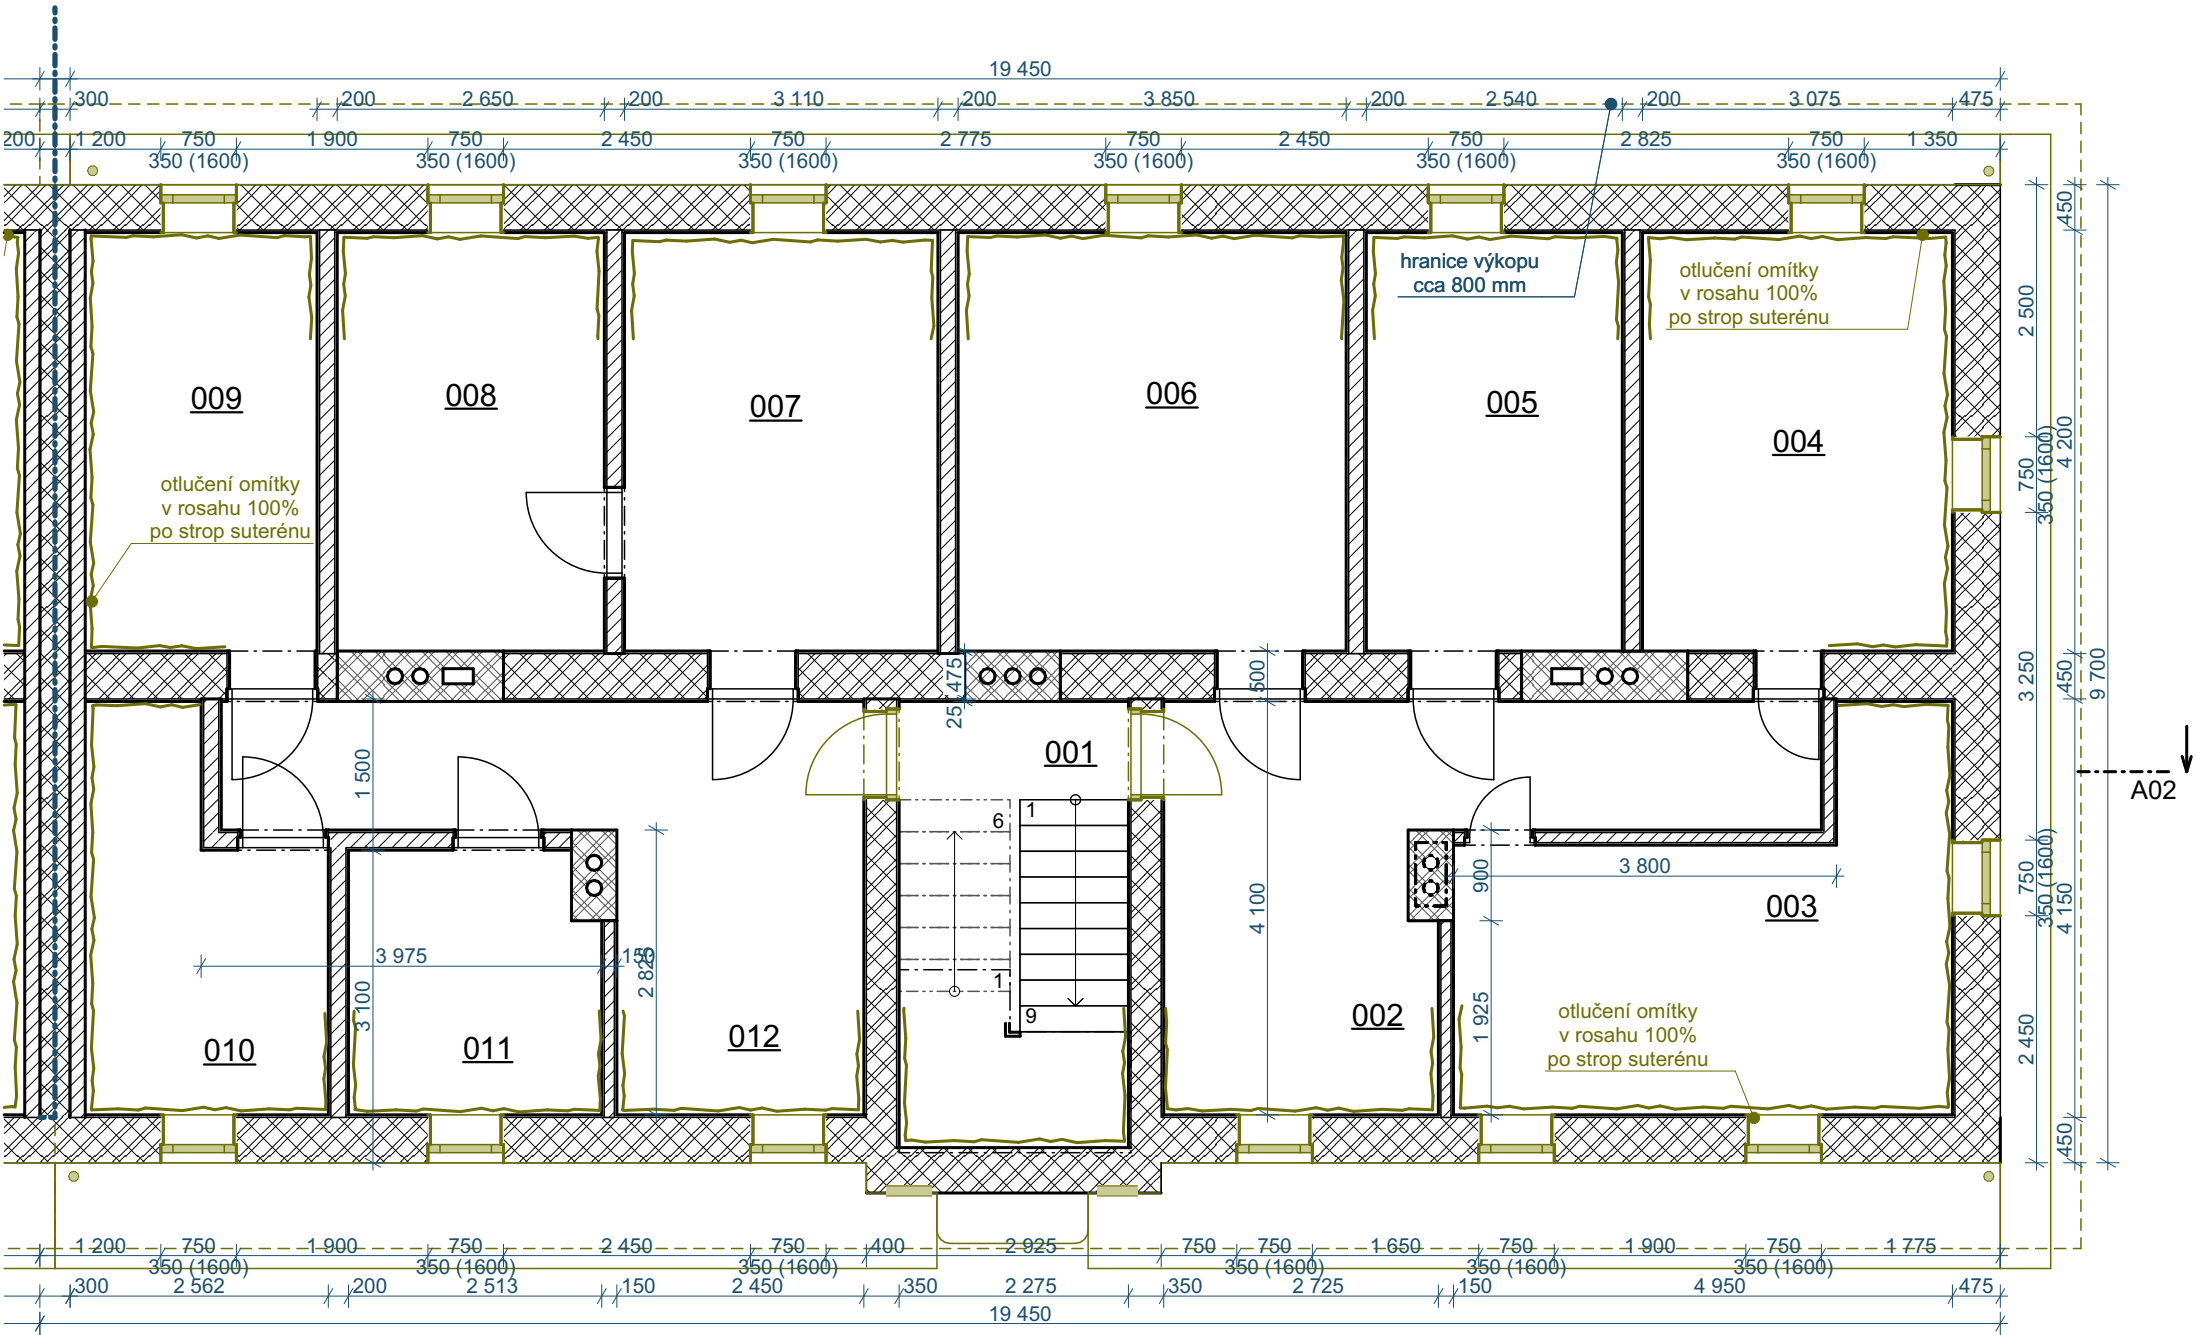 19 450
300 200 2 650 200 3 110 200 3 850 200 2 540 200 3 075 475
200 1 200 750 1 900 750 2 450 750 2 775 750 2 450 750 2 825 750 1 350
350 (1600) 350 (1600) 350 (1600) 350 (1600) 350 (1600) 350 (1600)
hranice výkopu
cca 800 mm
otlučení omítky
v rosahu 100%
po strop suterénu
009
008
007
006
005
004
otlučení omítky
v rosahu 100%
po strop suterénu
450
2 500
750
350 (1600)
4 200
3 250
450
9 700
750
350 (1600)
4 150
2 450
450
25 475
500
1 500
001
A02
6
1
1
9
900
3 800
003
4 100
3 975
150
2 825
3 100
1 925
002
010
011
012
otlučení omítky
v rosahu 100%
po strop suterénu
1 200 750 1 900 750 2 450 750 400 2 925 750 750 1 650 750 1 900 750 1 775
350 (1600) 350 (1600) 350 (1600) 350 (1600) 350 (1600) 350 (1600)
300 2 562 200 2 513 150 2 450 350 2 275 350 2 725 150 4 950 475
19 450